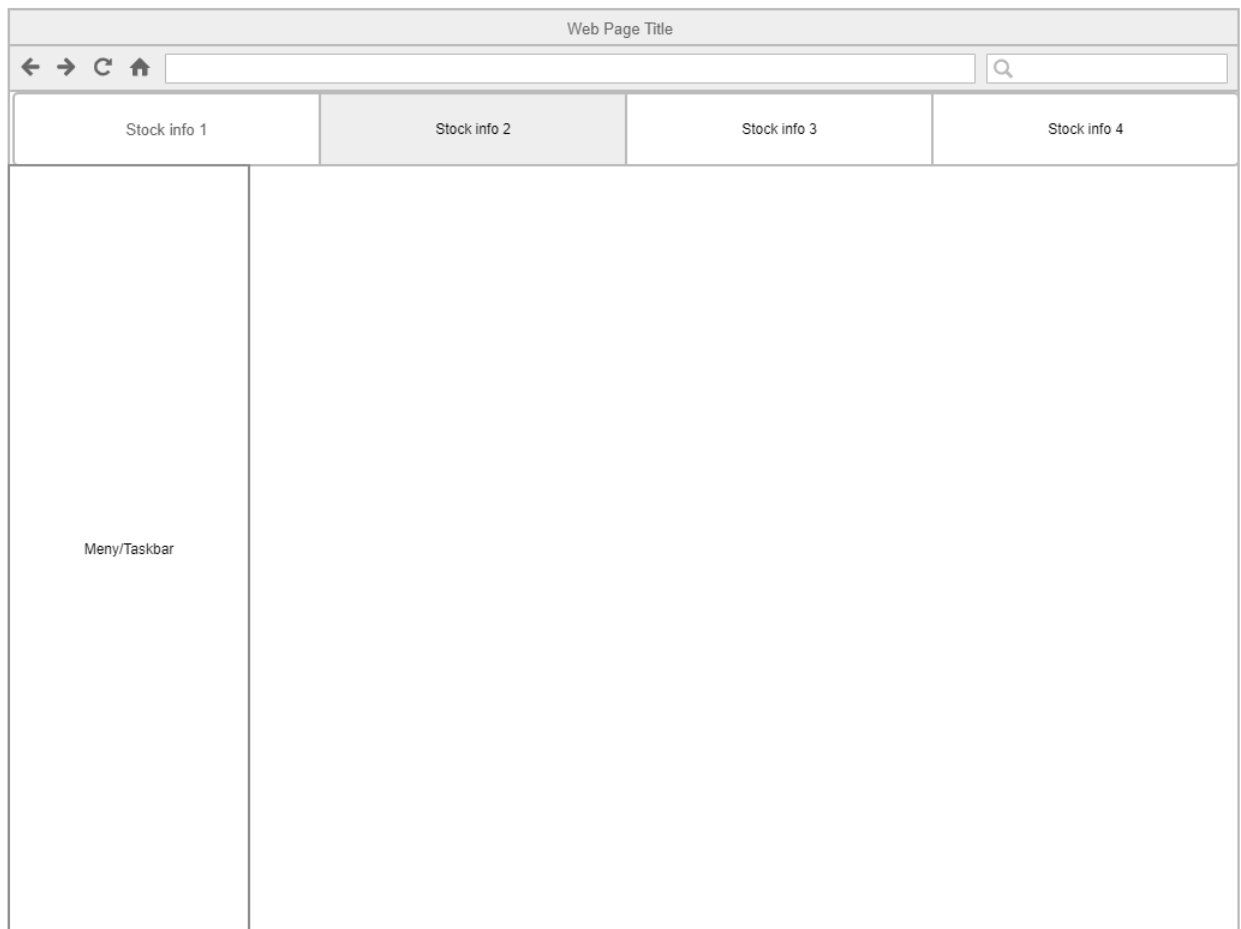 Web Page Title
Stock info 1
Stock info 2
Stock info 3
Stock info 4
Meny/Taskbar